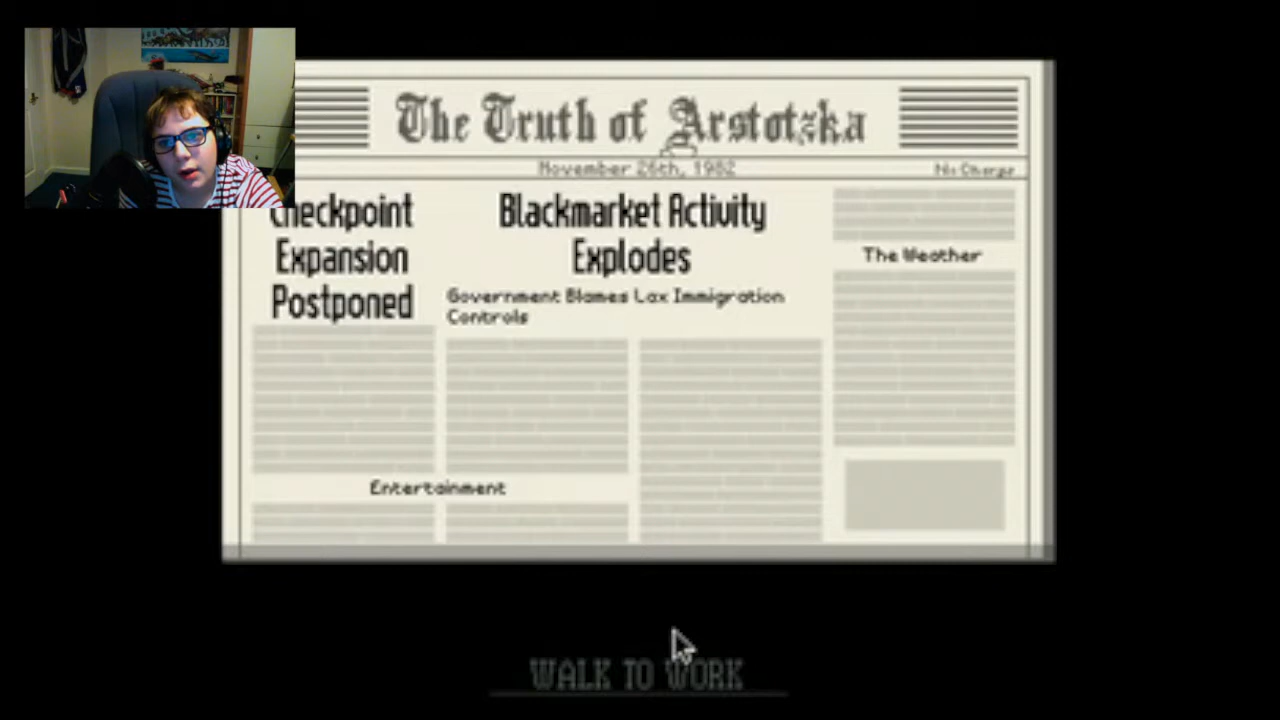 The Truth of Arstotzka
November 26th, 1982
No Charge
Checkpoint
Expansion
Postponed
Blackmarket Activity
Explodes
Government Blames Lax Immigration
Controls
The Weather
Entertainment
WALK TO WORK